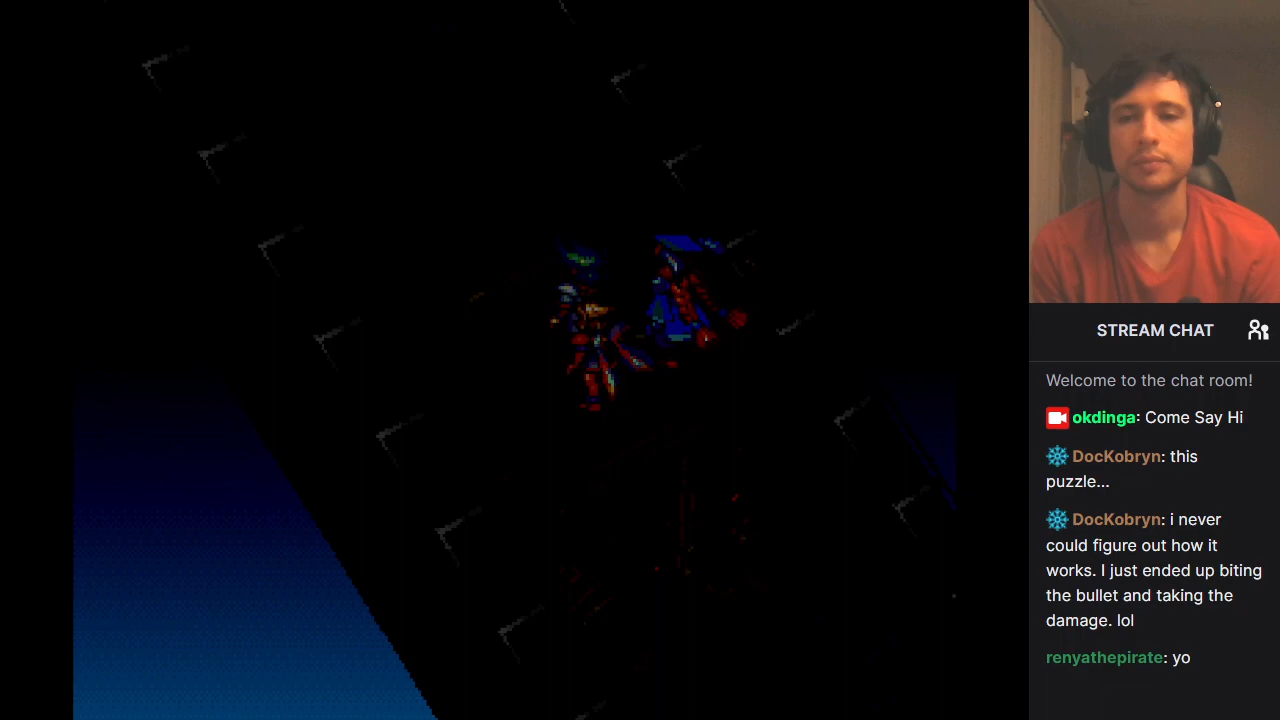 STREAM CHAT
Welcome to the chat room!
okdinga: Come Say Hi
DocKobryn: this
puzzle...
DocKobryn: i never
could figure out how it
works. I just ended up biting
the bullet and taking the
damage. lol
renyathepirate: yo